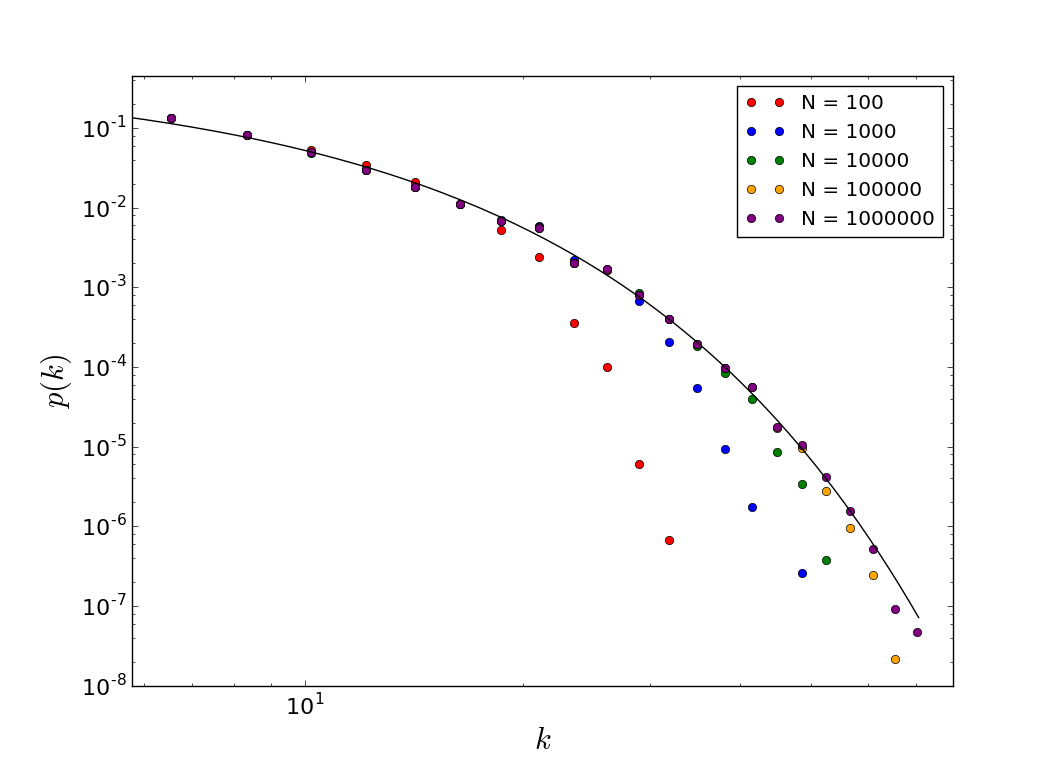 N = 100
N = 1000
N = 10000
N = 100000
N = 1000000
10^-1
10^-2
10^-3
10^-4
10^-5
10^-6
10^-7
10^-8
p(k)
10^1
k